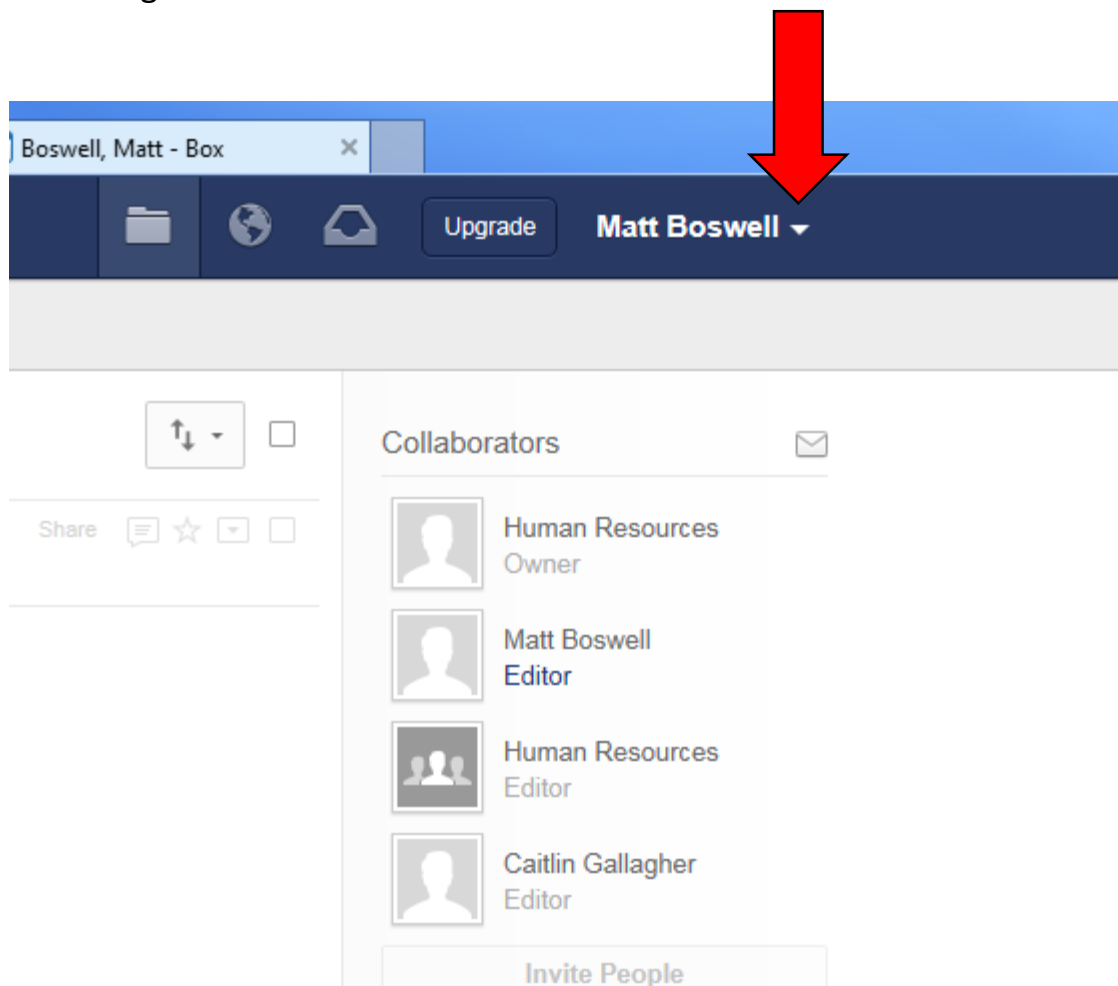 Boswell, Matt - Box
Upgrade Matt Boswell
Collaborators
Share
Human Resources
Owner
Matt Boswell
Editor
Human Resources
Editor
Caitlin Gallagher
Editor
Invite People